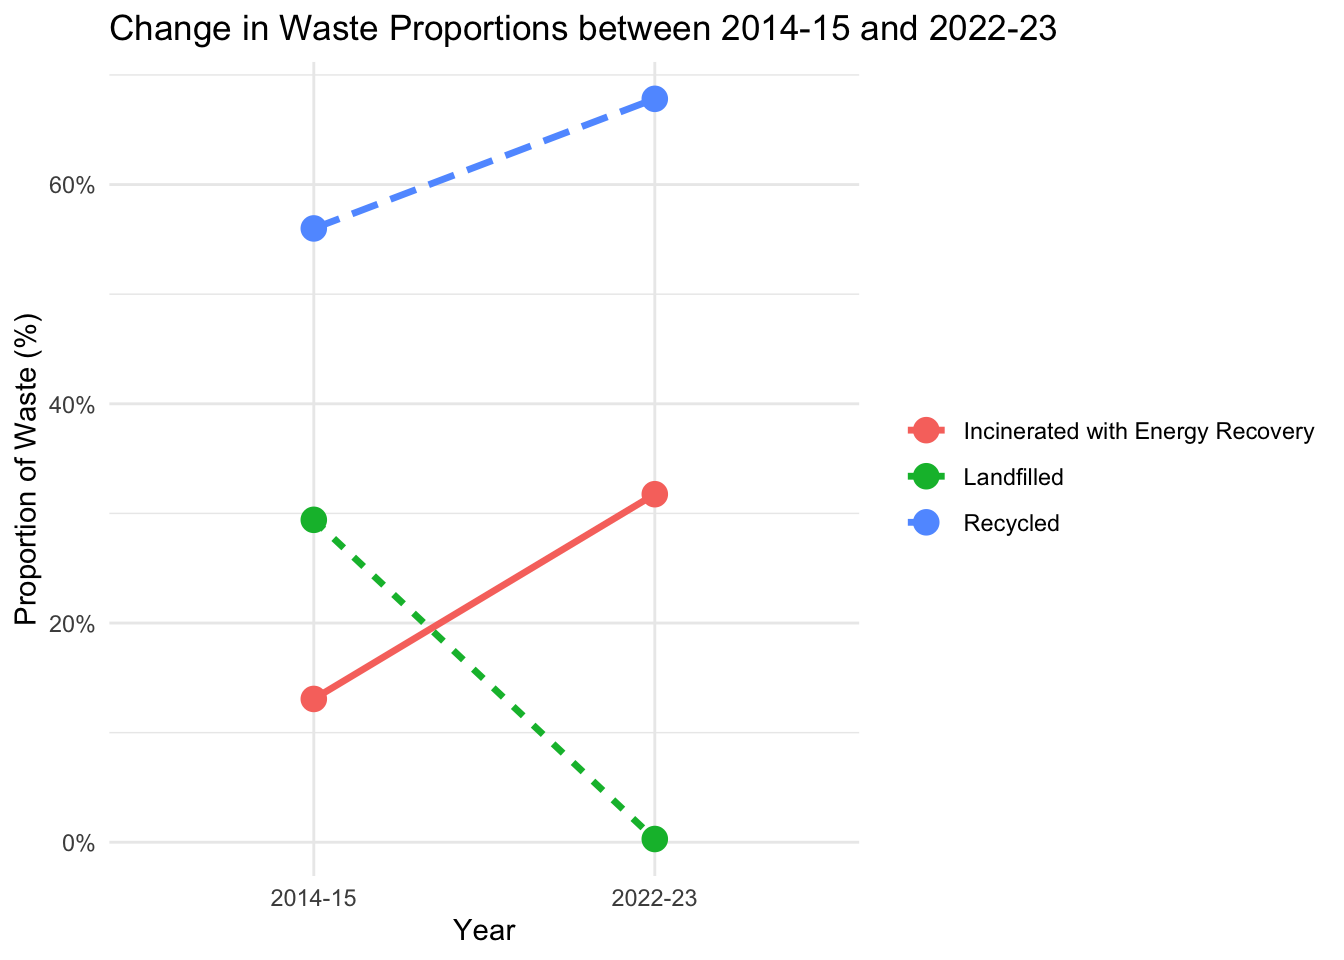 Change in Waste Proportions between 2014-15 and 2022-23
Proportion of Waste (%)
60%
40%
20%
0%
2014-15
2022-23
Year
Incinerated with Energy Recovery
Landfilled
Recycled